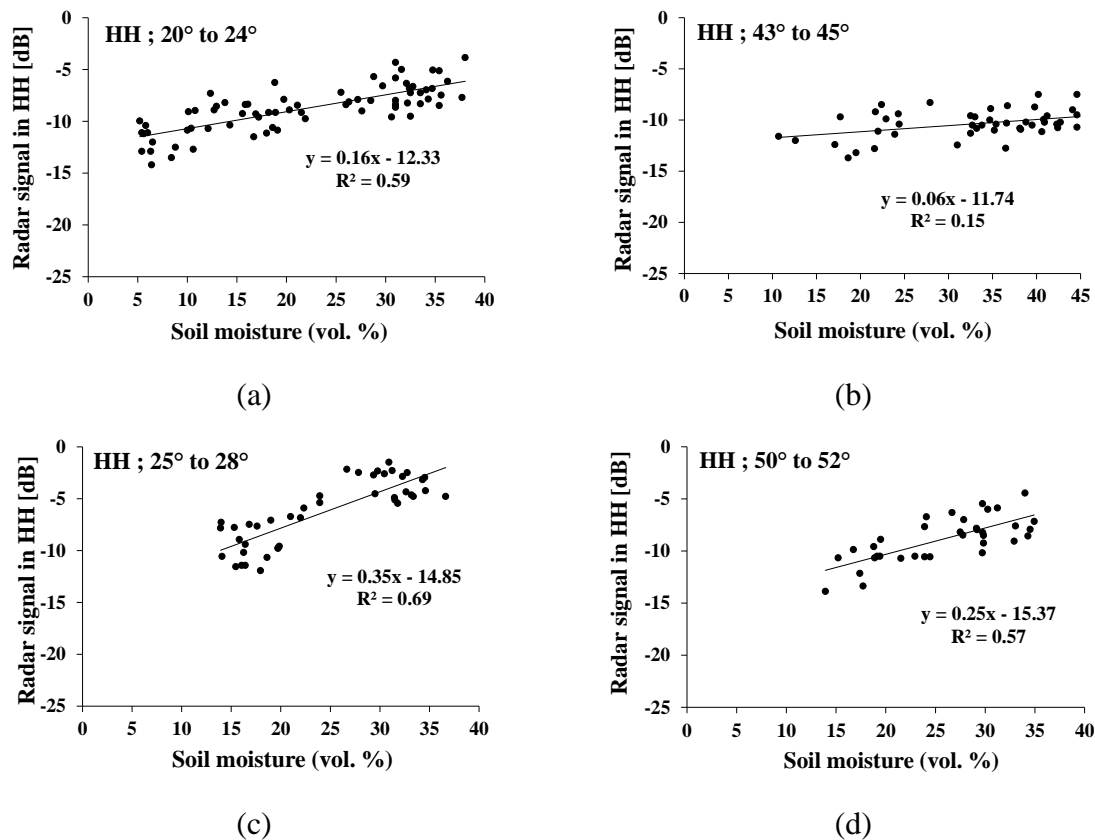 HH ; 20° to 24°
Radar signal in HH [dB]
0
-5
-10
-15
-20
-25
y = 0.16x - 12.33
R² = 0.59
0 5 10 15 20 25 30 35 40
Soil moisture (vol. %)
(a)
HH ; 43° to 45°
Radar signal in HH [dB]
0
-5
-10
-15
-20
-25
y = 0.06x - 11.74
R² = 0.15
0 5 10 15 20 25 30 35 40 45
Soil moisture (vol. %)
(b)
HH ; 25° to 28°
Radar signal in HH [dB]
0
-5
-10
-15
-20
-25
y = 0.35x - 14.85
R² = 0.69
0 5 10 15 20 25 30 35 40
Soil moisture (vol. %)
(c)
HH ; 50° to 52°
Radar signal in HH [dB]
0
-5
-10
-15
-20
-25
y = 0.25x - 15.37
R² = 0.57
0 5 10 15 20 25 30 35 40
Soil moisture (vol. %)
(d)